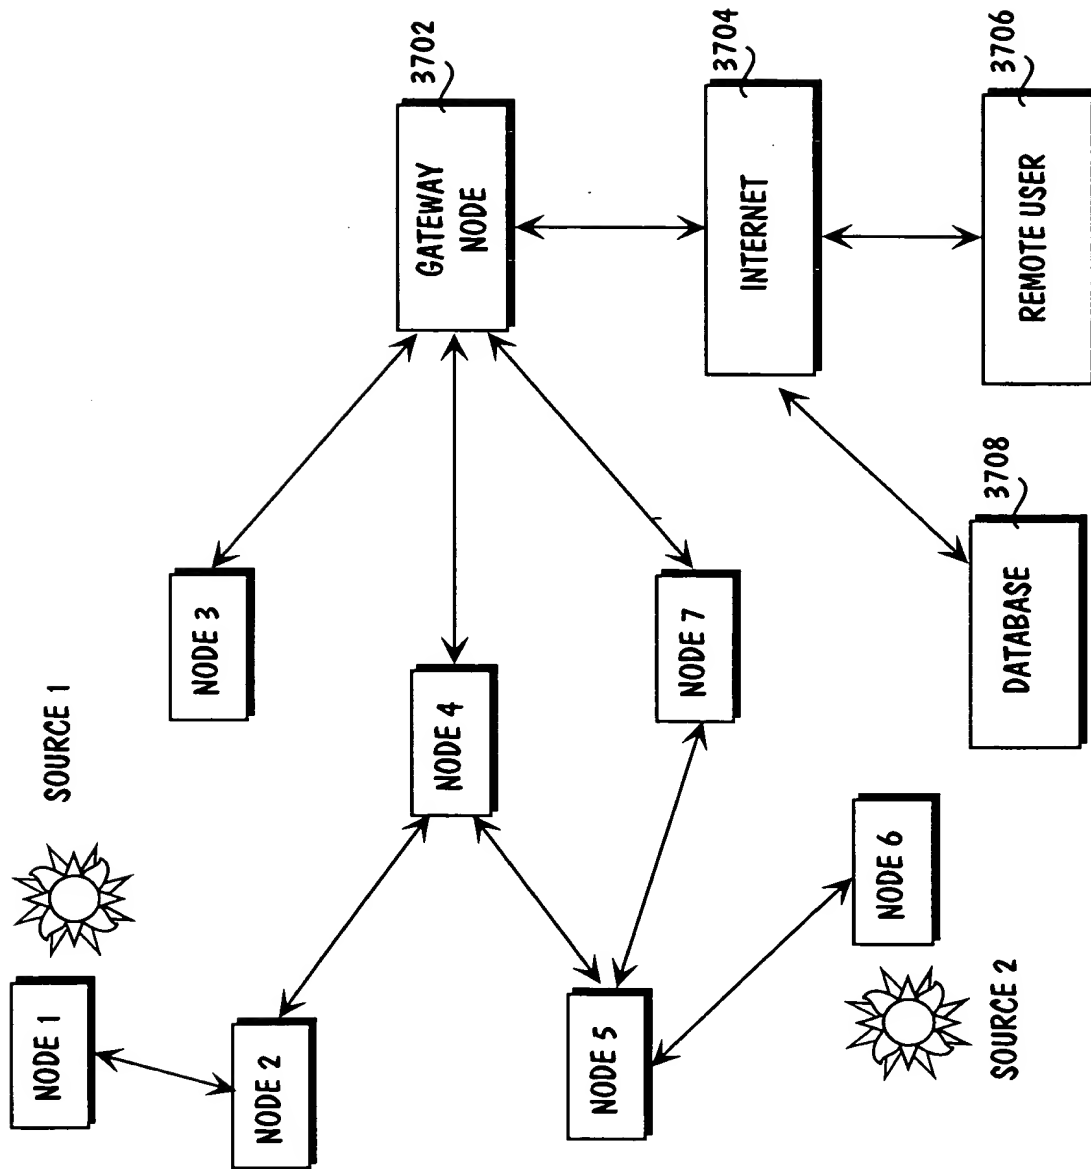 SOURCE 1
NODE 1
NODE 2
NODE 3
NODE 4
NODE 5
NODE 6
NODE 7
SOURCE 2
GATEWAY
NODE
3702
INTERNET
3704
REMOTE USER
3706
DATABASE
3708